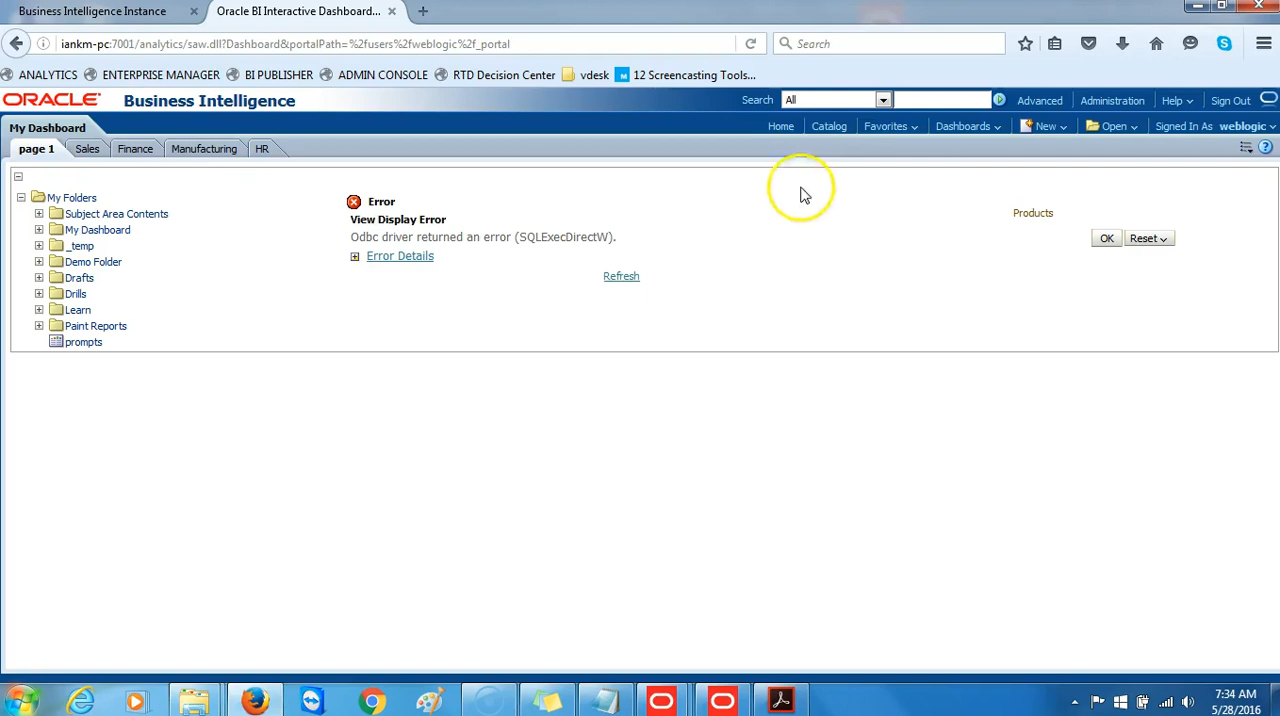 Business Intelligence Instance × Oracle BI Interactive Dashboard... × +
iankm-pc:7001/analytics/saw.dll?Dashboard&portalPath=%2fusers%2fweblogic%2f_portal Search
ANALYTICS ENTERPRISE MANAGER BI PUBLISHER ADMIN CONSOLE RTD Decision Center vdesk 12 Screencasting Tools...
ORACLE Business Intelligence Search All Advanced Administration Help Sign Out
My Dashboard Home Catalog Favorites Dashboards New Open Signed In As weblogic
page 1 Sales Finance Manufacturing HR
My Folders
Subject Area Contents
My Dashboard
_temp
Demo Folder
Drafts
Drills
Learn
Paint Reports
prompts
Error
View Display Error
Odbc driver returned an error (SQLExecDirectW).
Error Details
Refresh
Products
OK Reset
7:34 AM
5/28/2016